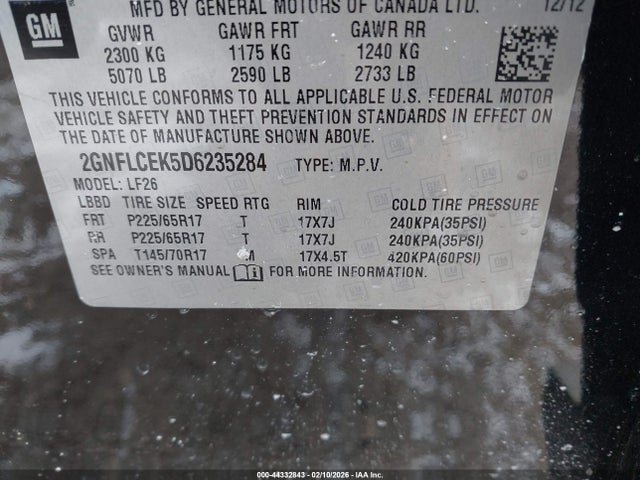 GM
MFD BY GENERAL MOTORS OF CANADA LTD. 12/12
GVWR GAWR FRT GAWR RR
2300 KG 1175 KG 1240 KG
5070 LB 2590 LB 2733 LB
THIS VEHICLE CONFORMS TO ALL APPLICABLE U.S. FEDERAL MOTOR
VEHICLE SAFETY AND THEFT PREVENTION STANDARDS IN EFFECT ON
THE DATE OF MANUFACTURE SHOWN ABOVE.
2GNFLCEK5D6235284 TYPE: M.P.V.
MODEL: LF26
LBBD TIRE SIZE SPEED RTG RIM COLD TIRE PRESSURE
FRT P225/65R17 T 17X7J 240KPA(35PSI)
RR P225/65R17 T 17X7J 240KPA(35PSI)
SPA T145/70R17 M 17X4.5T 420KPA(60PSI)
SEE OWNER'S MANUAL FOR MORE INFORMATION.
000-44332843 - 02/10/2026 - IAA Inc.